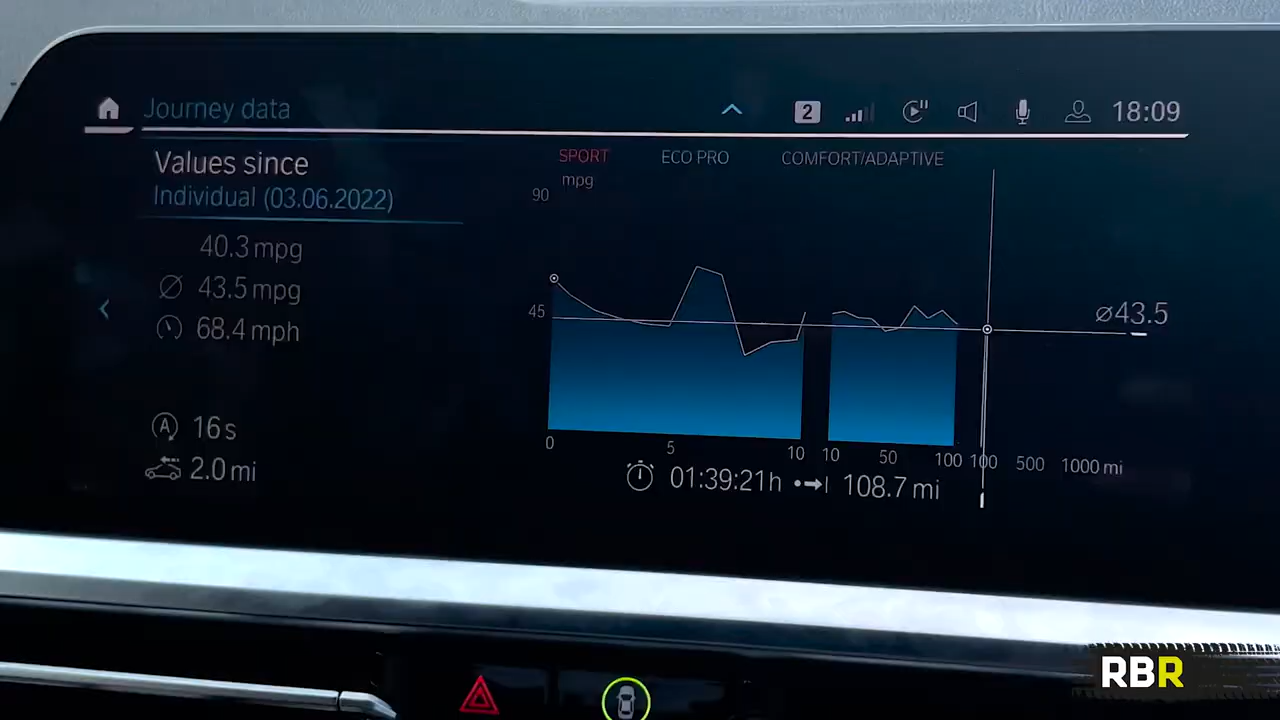 Journey data
2
18:09
Values since
Individual (03.06.2022)
40.3 mpg
Ø 43.5 mpg
68.4 mph
A 16 s
2.0 mi
SPORT ECO PRO COMFORT/ADAPTIVE
mpg
90
45
ø43.5
0 5 10 10 50 100 100 500 1000 mi
01:39:21h 108.7 mi
RBR